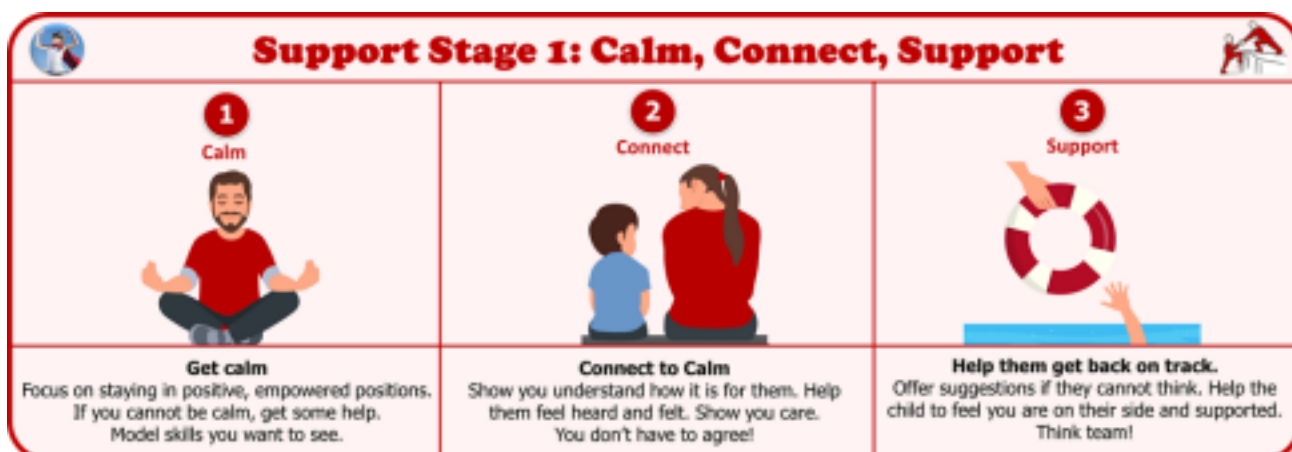 Support Stage 1: Calm, Connect, Support
1
Calm
2
Connect
3
Support
Get calm
Focus on staying in positive, empowered positions.
If you cannot be calm, get some help.
Model skills you want to see.
Connect to Calm
Show you understand how it is for them. Help
them feel heard and felt. Show you care.
You don't have to agree!
Help them get back on track.
Offer suggestions if they cannot think. Help the
child to feel you are on their side and supported.
Think team!